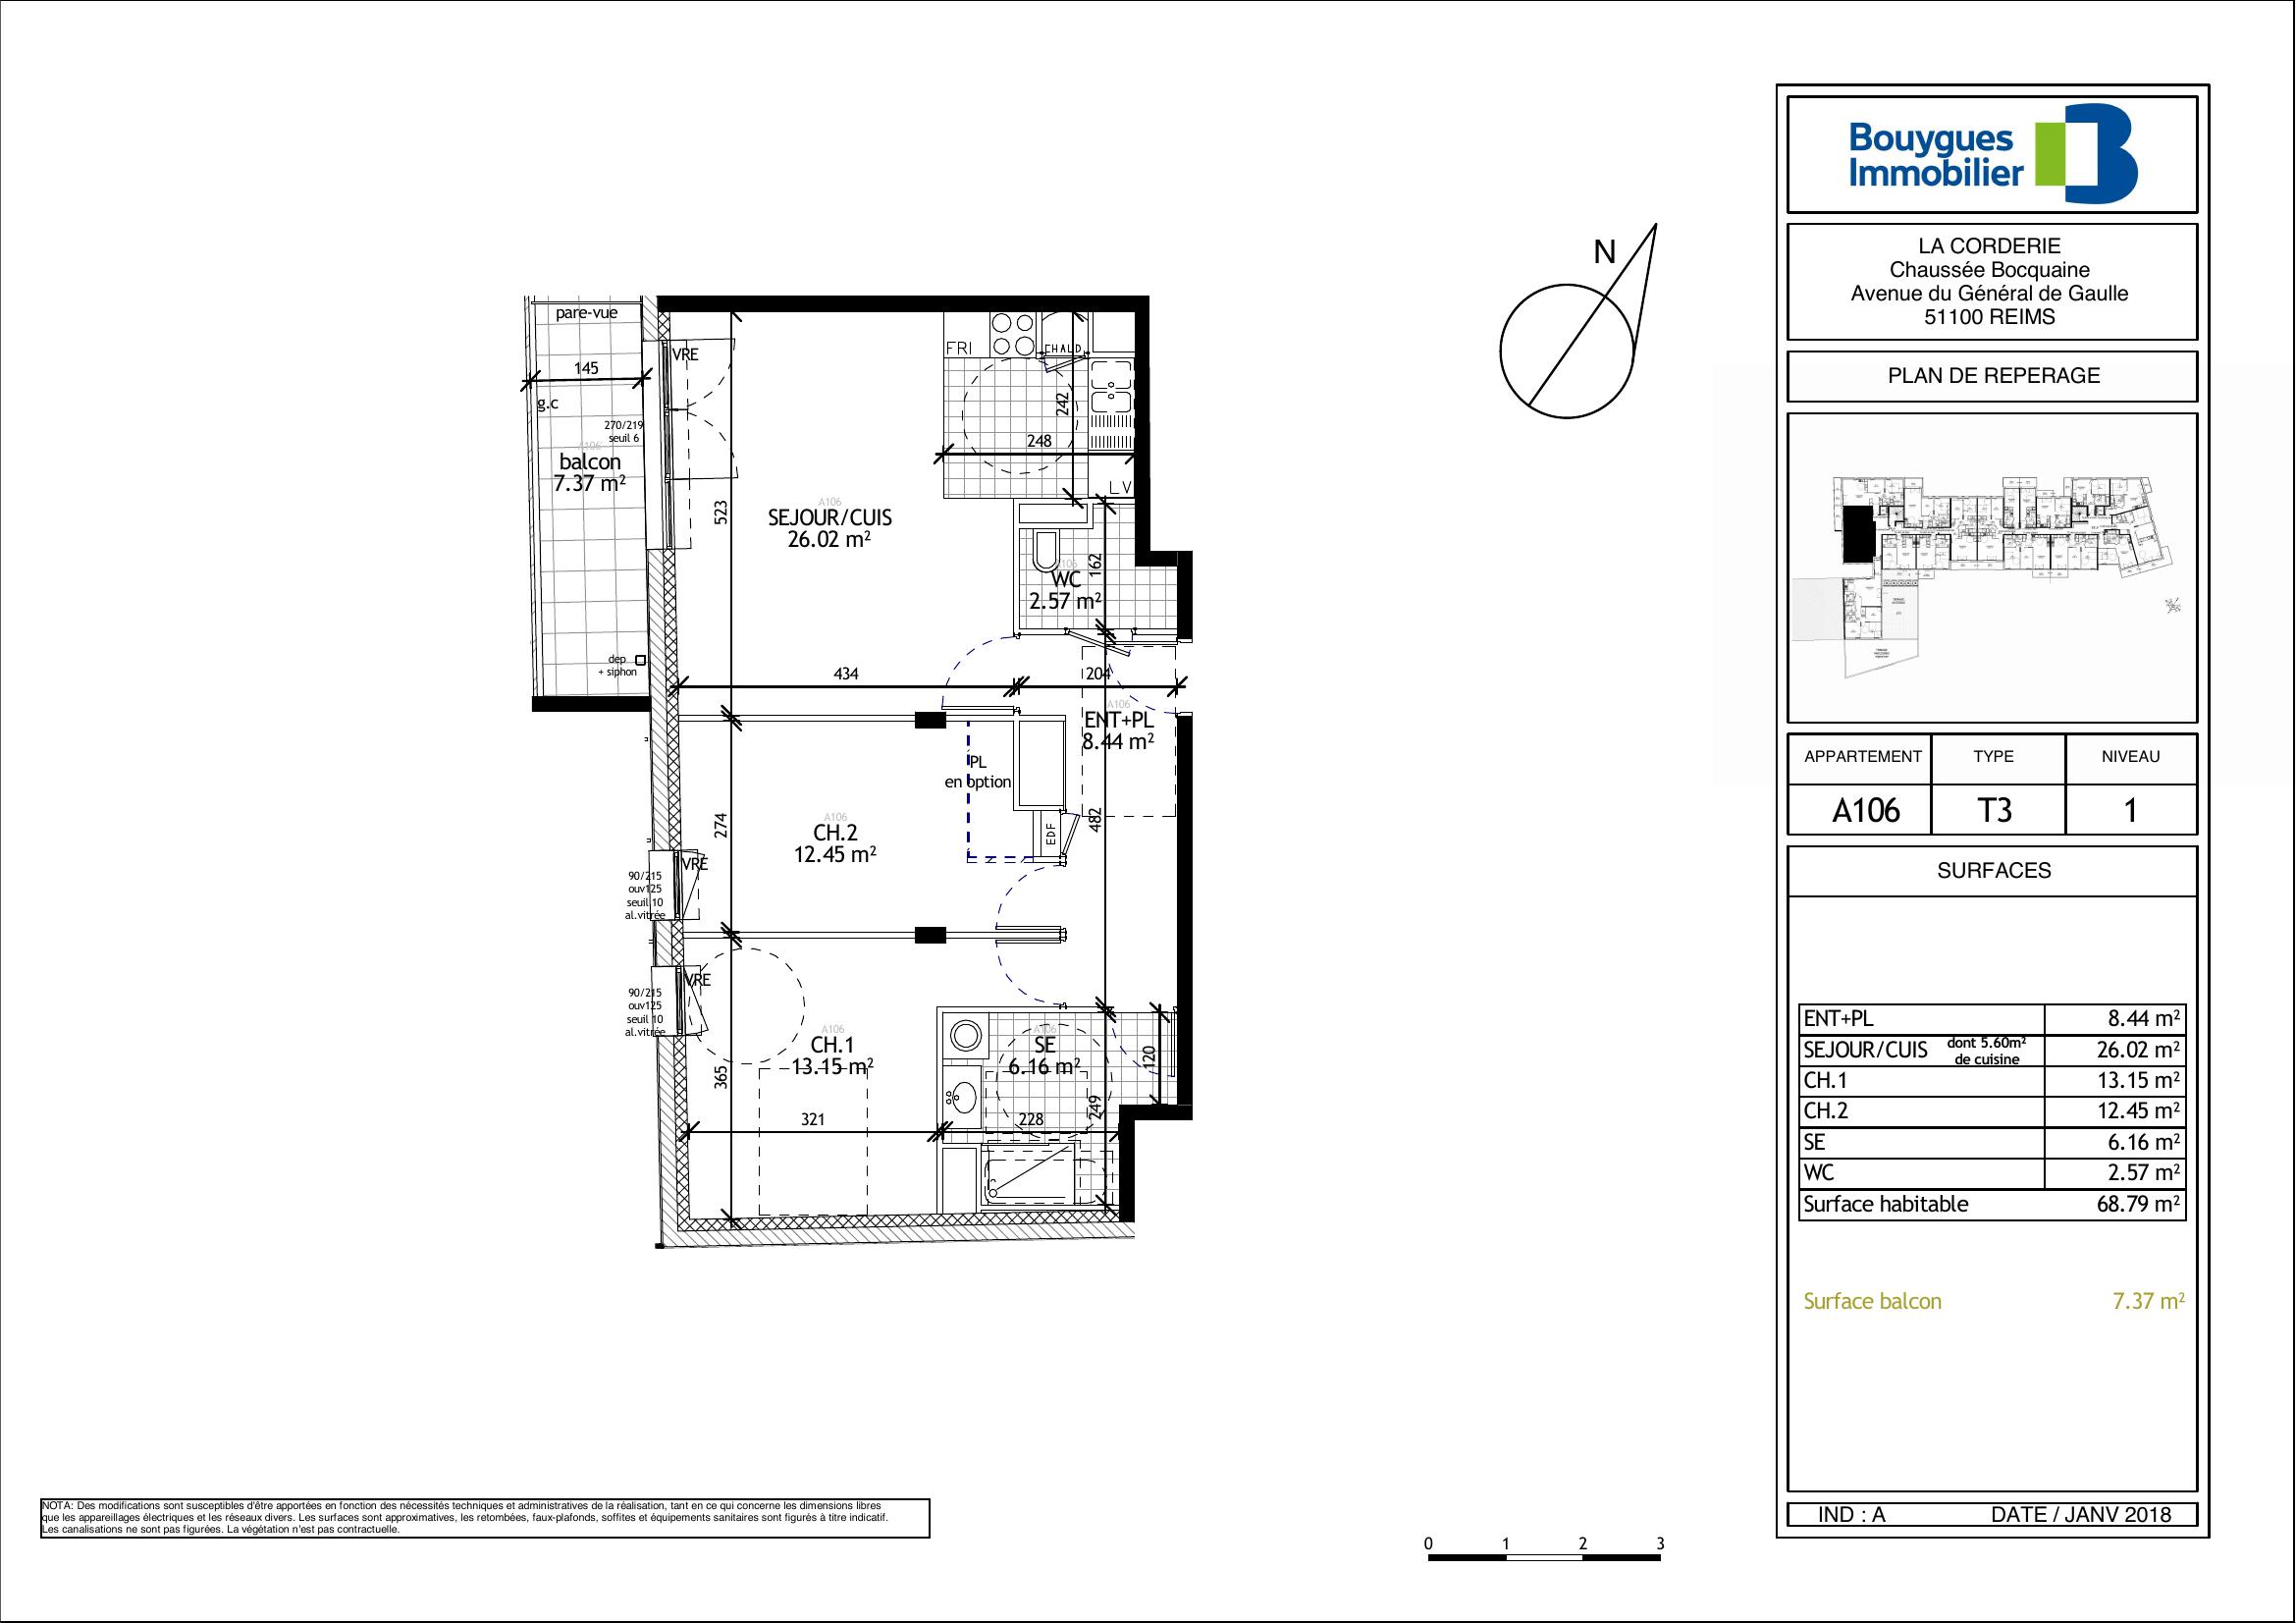 Bouygues
Immobilier
LA CORDERIE
Chaussée Bocquaine
Avenue du Général de Gaulle
51100 REIMS
PLAN DE REPERAGE
APPARTEMENT
TYPE
NIVEAU
A106
T3
1
SURFACES
ENT+PL 8.44 m²
SEJOUR/CUIS dont 5.60m² de cuisine 26.02 m²
CH.1 13.15 m²
CH.2 12.45 m²
SE 6.16 m²
WC 2.57 m²
Surface habitable 68.79 m²
Surface balcon 7.37 m²
IND : A DATE / JANV 2018
N
pare-vue
145
g.c
270/219
seuil 6
A106
balcon
7.37 m²
dep
+ siphon
VRE
523
A106
SEJOUR/CUIS
26.02 m²
FRI
CHAUD
242
248
LV
A106
WC
2.57 m²
162
434
204
A106
ENT+PL
8.44 m²
PL
en option
EDF
482
274
A106
CH.2
12.45 m²
VRE
90/215
ouv125
seuil 10
al.vitrée
VRE
90/215
ouv125
seuil 10
al.vitrée
A106
CH.1
13.15 m²
365
321
A106
SE
6.16 m²
120
249
228
NOTA: Des modifications sont susceptibles d'être apportées en fonction des nécessités techniques et administratives de la réalisation, tant en ce qui concerne les dimensions libres
que les appareillages électriques et les réseaux divers. Les surfaces sont approximatives, les retombées, faux-plafonds, soffites et équipements sanitaires sont figurés à titre indicatif.
Les canalisations ne sont pas figurées. La végétation n'est pas contractuelle.
0 1 2 3